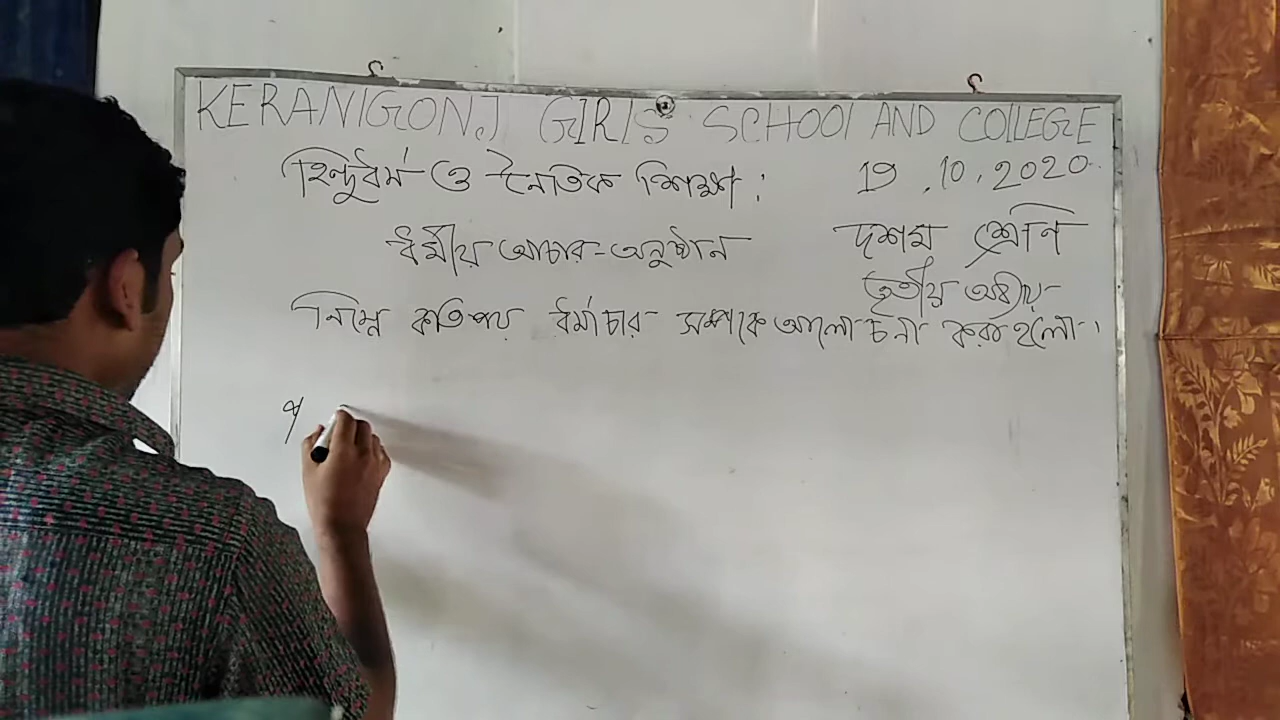 KERANIGONJ GIRLS SCHOOL AND COLLEGE
হিন্দুধর্ম ও নৈতিক শিক্ষা : 19.10.2020.
ধর্মীয় আচার-অনুষ্ঠান দশম শ্রেনি
তৃতীয় অধ্যায়
নিম্নে কতিপয় ধর্মাচার সম্পর্কে আলোচনা করা হলো।